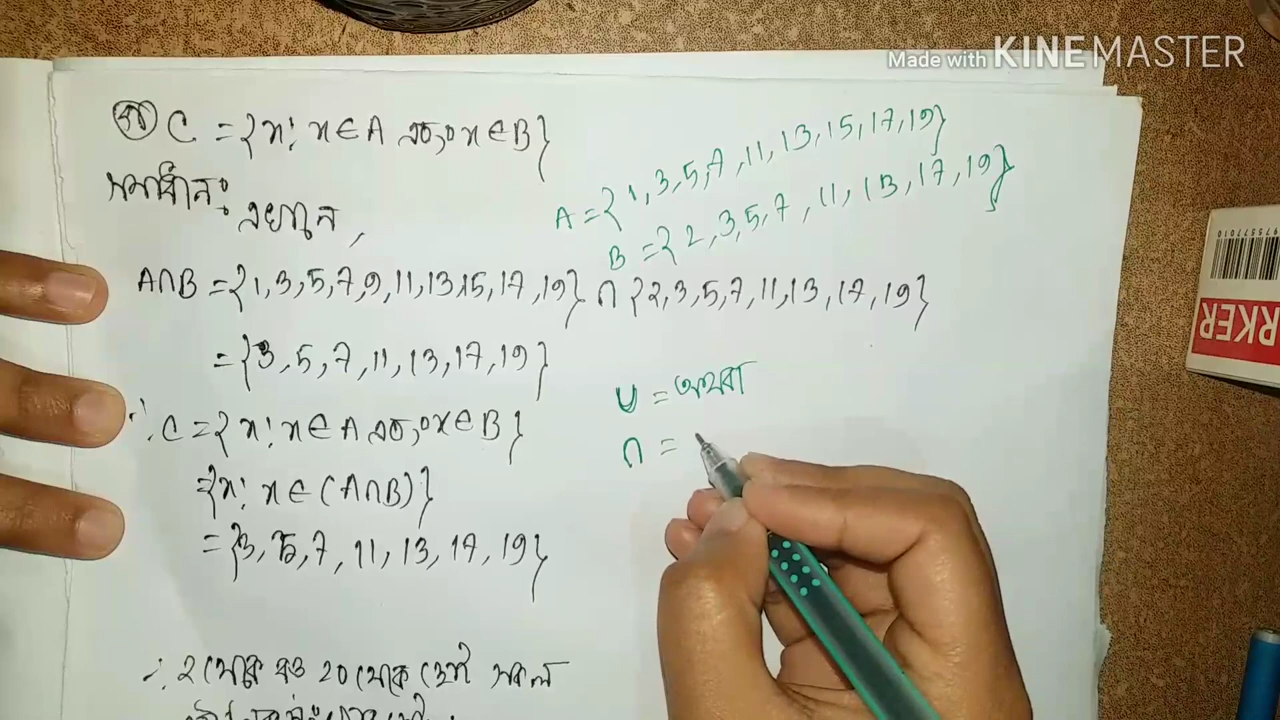 Made with KINEMASTER
ক C = {x: x ∈ A এবং x ∈ B}
A = {1, 3, 5, 7, 11, 13, 15, 17, 19}
সমাধান: এখানে,
B = {2, 3, 5, 7, 11, 13, 17, 19}
A∩B = {1, 3, 5, 7, 9, 11, 13, 15, 17, 19} ∩ {2, 3, 5, 7, 11, 13, 17, 19}
= {3, 5, 7, 11, 13, 17, 19}
U = অথবা
∴ C = {x: x ∈ A এবং x ∈ B}
∩ =
= {x: x ∈ (A∩B)}
= {3, 5, 7, 11, 13, 17, 19}
∴ 2 থেকে বড় 20 থেকে ছোট সকল
RKER
975577010